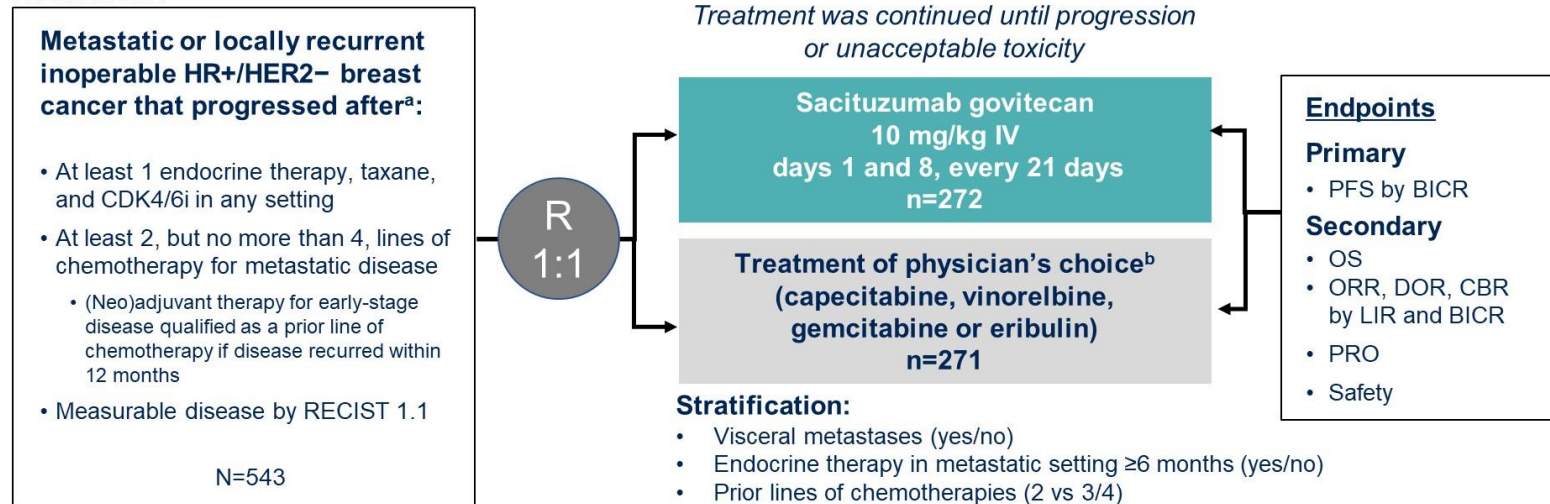 Metastatic or locally recurrent
inoperable HR+/HER2− breast
cancer that progressed afterᵃ:
• At least 1 endocrine therapy, taxane,
and CDK4/6i in any setting
• At least 2, but no more than 4, lines of
chemotherapy for metastatic disease
• (Neo)adjuvant therapy for early-stage
disease qualified as a prior line of
chemotherapy if disease recurred within
12 months
• Measurable disease by RECIST 1.1
N=543
R
1:1
Treatment was continued until progression
or unacceptable toxicity
Sacituzumab govitecan
10 mg/kg IV
days 1 and 8, every 21 days
n=272
Treatment of physician’s choiceᵇ
(capecitabine, vinorelbine,
gemcitabine or eribulin)
n=271
Stratification:
• Visceral metastases (yes/no)
• Endocrine therapy in metastatic setting ≥6 months (yes/no)
• Prior lines of chemotherapies (2 vs 3/4)
Endpoints
Primary
• PFS by BICR
Secondary
• OS
• ORR, DOR, CBR
by LIR and BICR
• PRO
• Safety